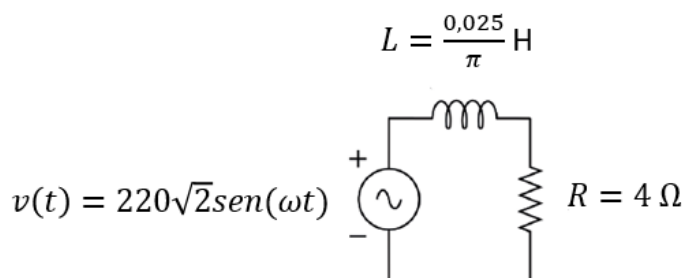 L = 0,025/π H
+
v(t) = 220√2sen(ωt)
R = 4 Ω
−